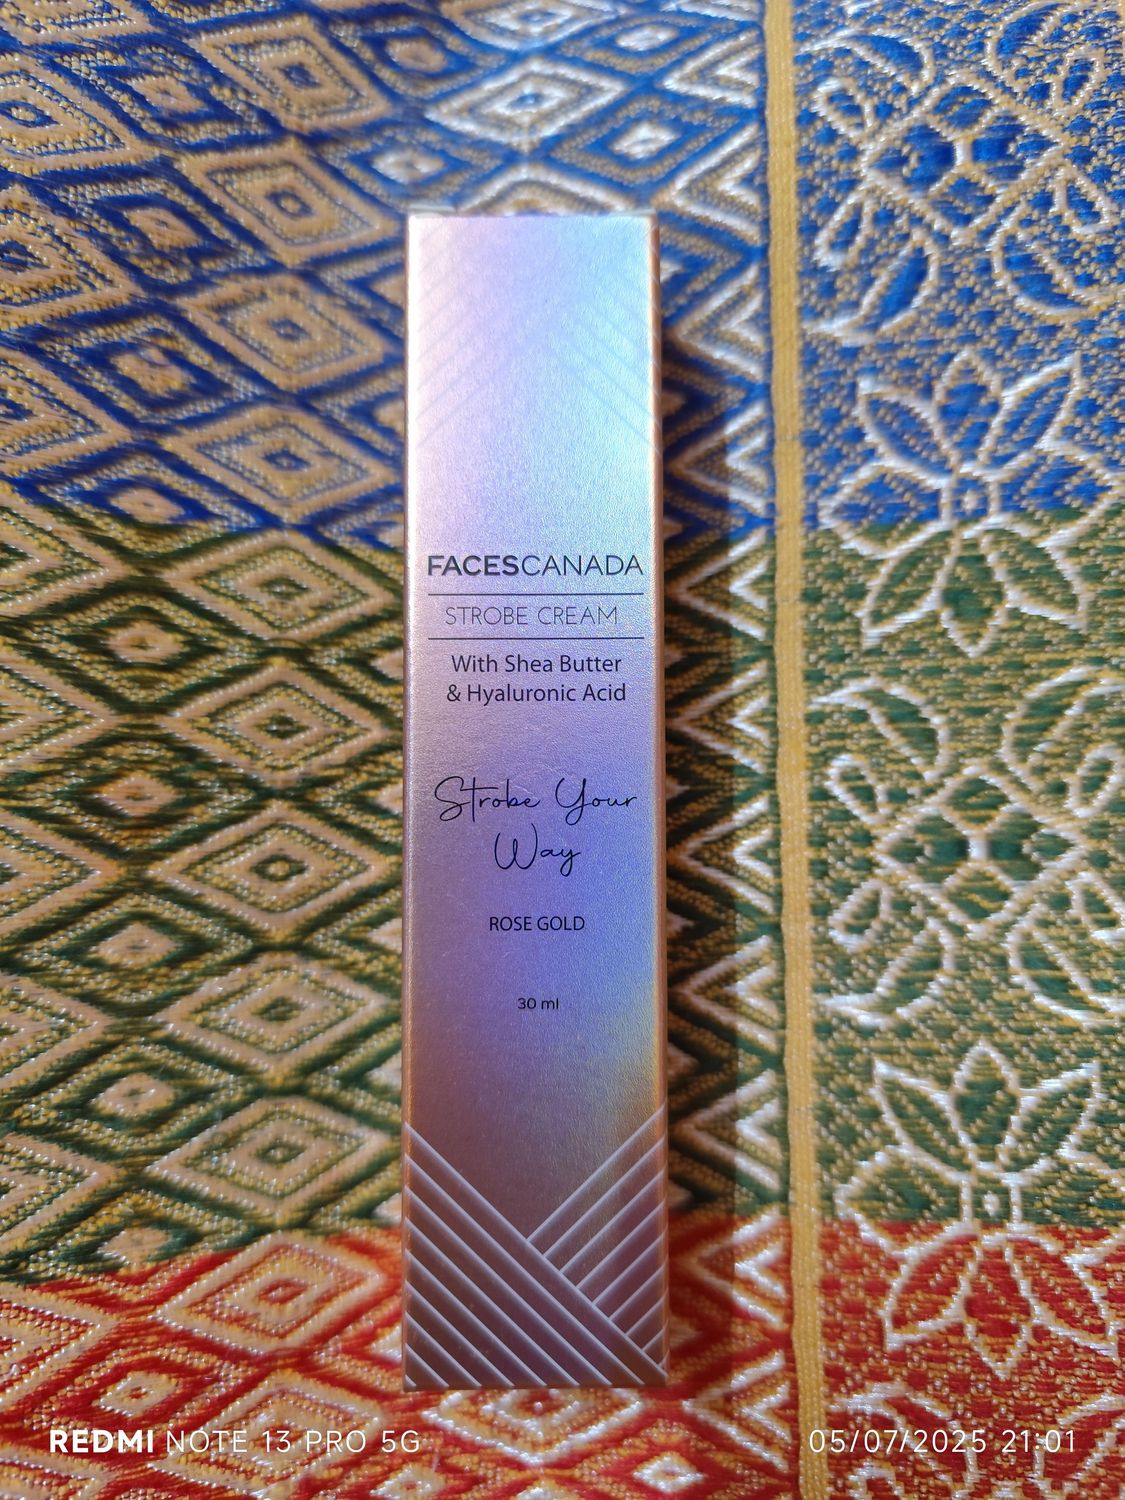 FACESCANADA
STROBE CREAM
With Shea Butter
& Hyaluronic Acid
Strobe Your
Way
ROSE GOLD
30 ml
REDMI NOTE 13 PRO 5G
05/07/2025 21:01